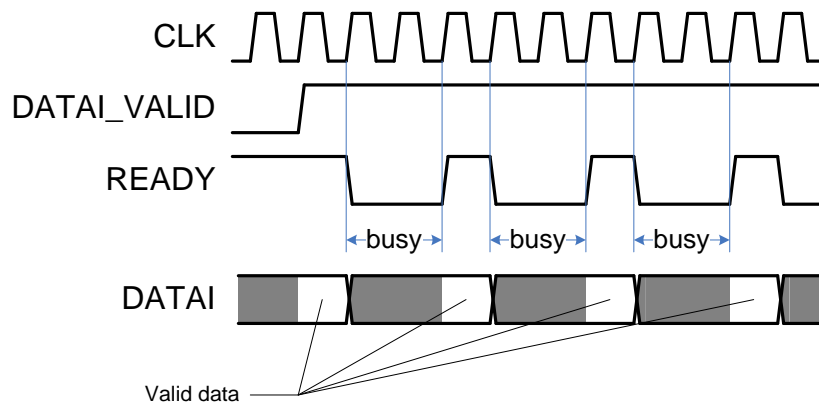 CLK
DATAI_VALID
READY
busy busy busy
DATAI
Valid data